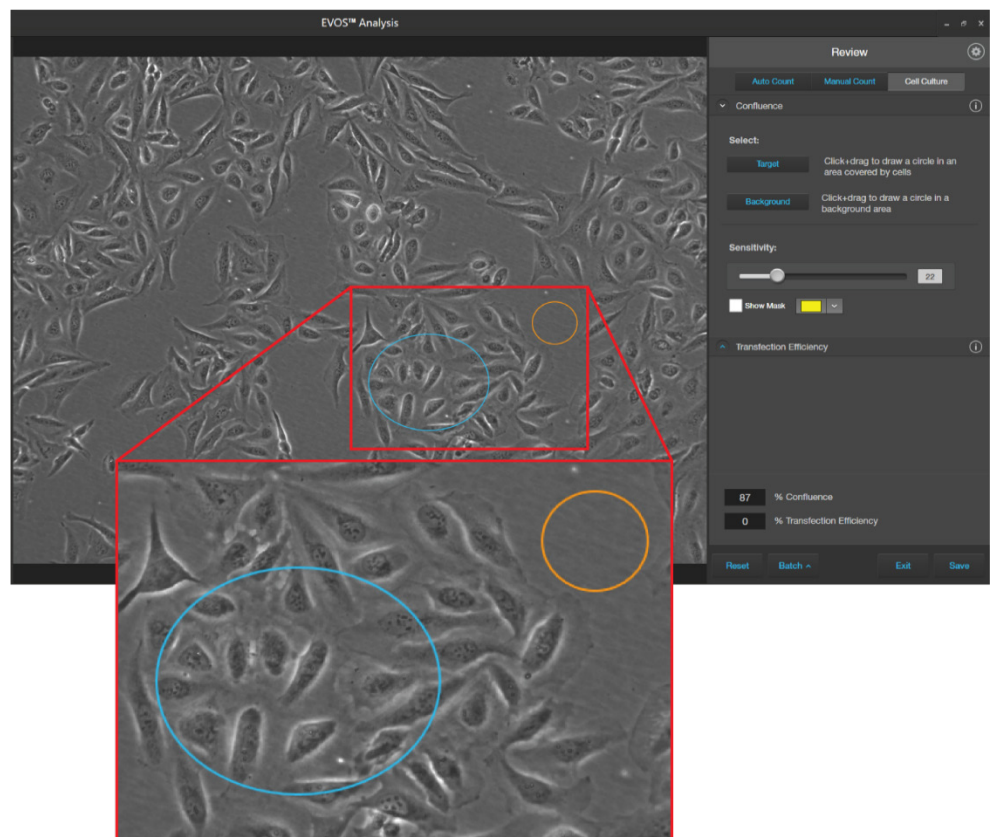 EVOS™ Analysis
Review
Auto Count
Manual Count
Cell Culture
Confluence
Select:
Target
Click+drag to draw a circle in an
area covered by cells
Background
Click+drag to draw a circle in a
background area
Sensitivity:
22
Show Mask
Transfection Efficiency
87 % Confluence
0 % Transfection Efficiency
Reset Batch Exit Save